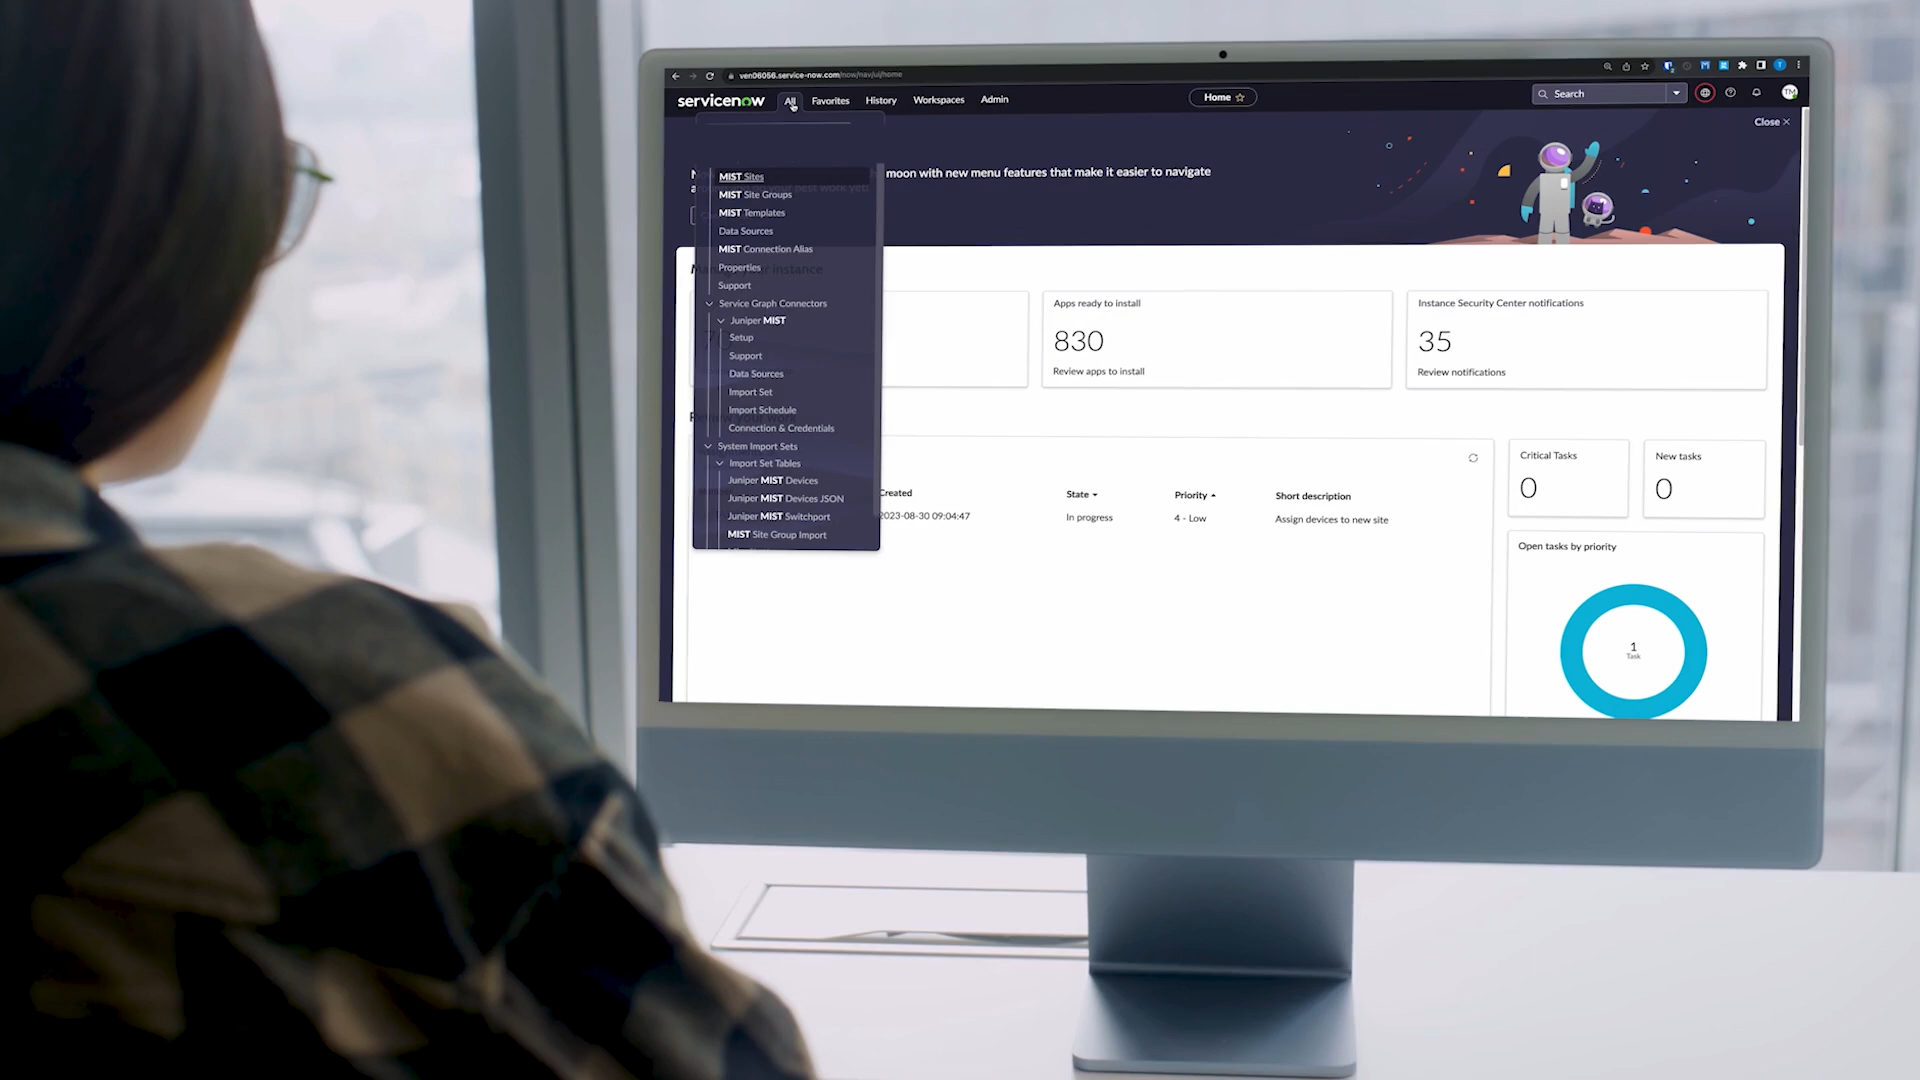 ven06056.service-now.com/now/nav/ui/home
servicenow All Favorites History Workspaces Admin
Home
Search
TM
Close
moon with new menu features that make it easier to navigate
MIST Sites
MIST Site Groups
MIST Templates
Data Sources
MIST Connection Alias
Properties
Support
Service Graph Connectors
Juniper MIST
Setup
Support
Data Sources
Import Set
Import Schedule
Connection & Credentials
System Import Sets
Import Set Tables
Juniper MIST Devices
Juniper MIST Devices JSON
Juniper MIST Switchport
MIST Site Group Import
Apps ready to install
830
Review apps to install
Instance Security Center notifications
35
Review notifications
Created State Priority Short description
2023-08-30 09:04:47 In progress 4 - Low Assign devices to new site
Critical Tasks
0
New tasks
0
Open tasks by priority
1
Task